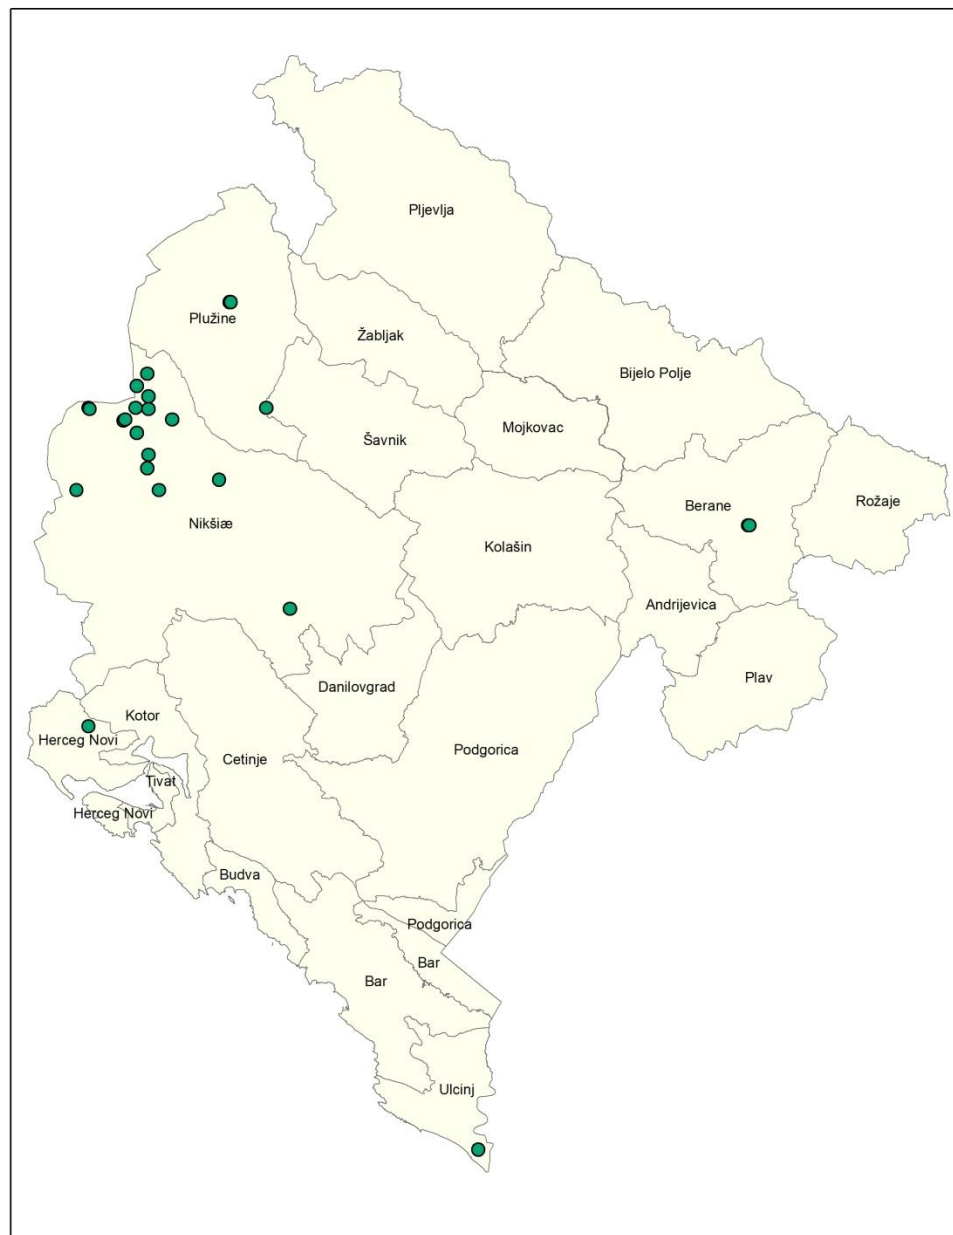 Pljevlja
Plužine
Žabljak
Bijelo Polje
Šavnik
Mojkovac
Rožaje
Berane
Nikšiæ
Kolašin
Andrijevica
Plav
Danilovgrad
Kotor
Herceg Novi
Podgorica
Cetinje
Tivat
Herceg Novi
Budva
Podgorica
Bar
Bar
Ulcinj